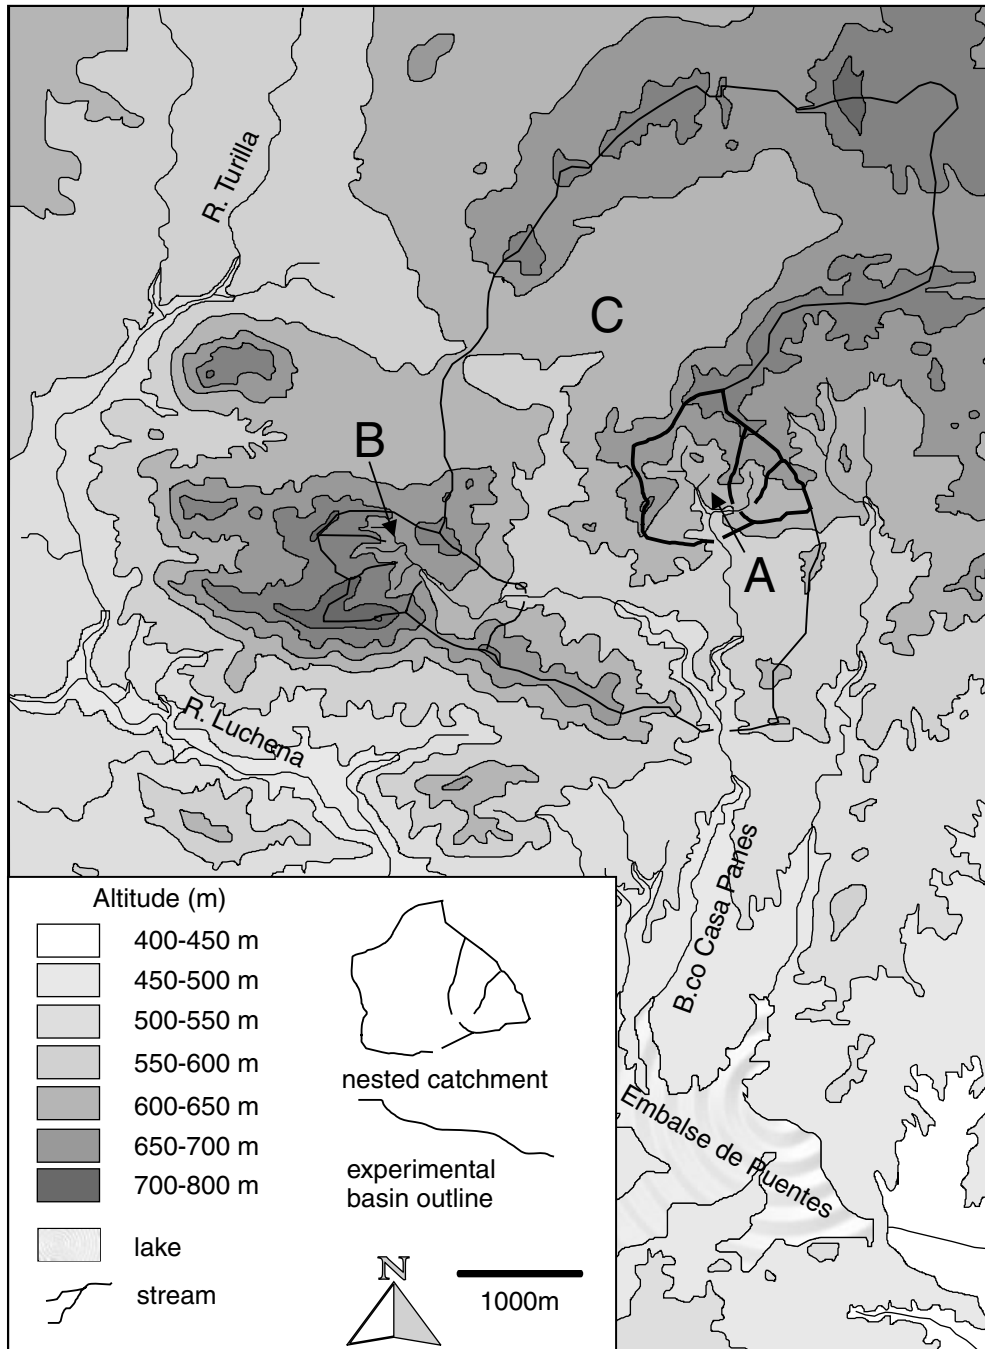 R. Turilla
C
B
A
R. Luchena
B.co Casa Panes
Embalse de Puentes
Altitude (m)
400-450 m
450-500 m
500-550 m
550-600 m
600-650 m
650-700 m
700-800 m
lake
stream
nested catchment
experimental
basin outline
N
1000m